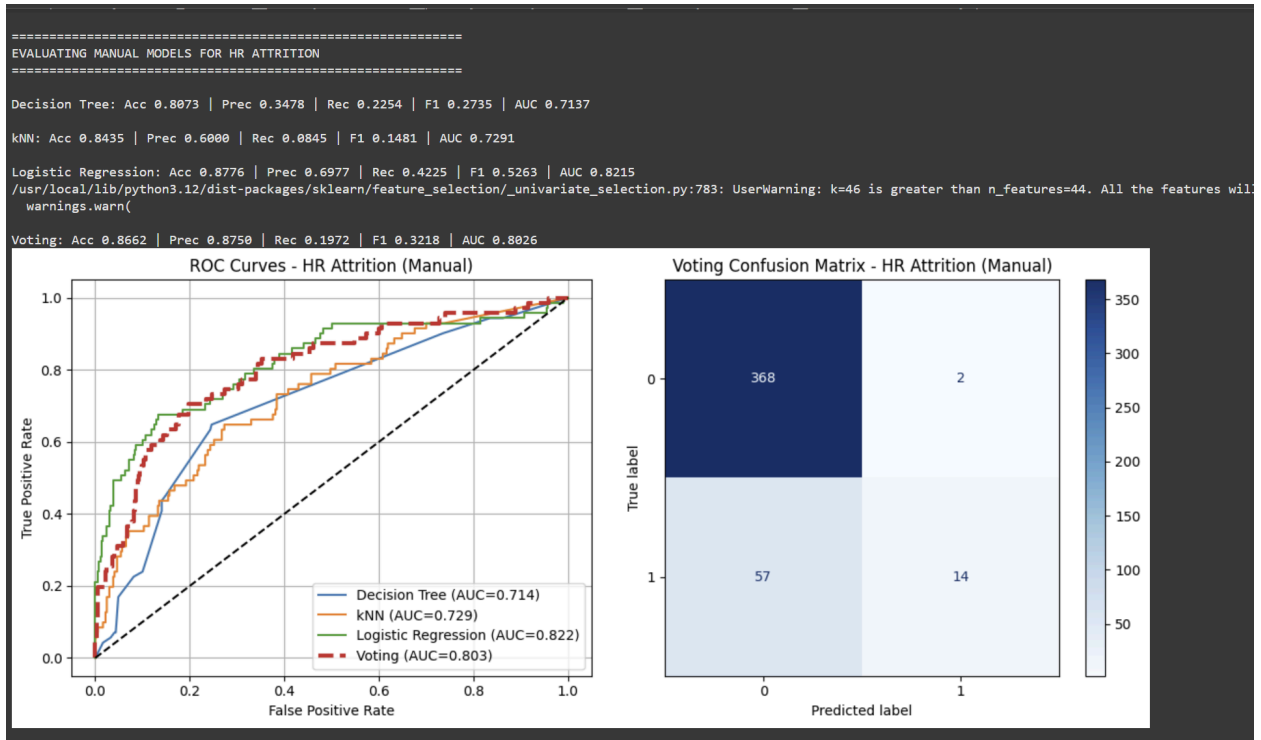 ============================================================
EVALUATING MANUAL MODELS FOR HR ATTRITION
============================================================
Decision Tree: Acc 0.8073 | Prec 0.3478 | Rec 0.2254 | F1 0.2735 | AUC 0.7137
kNN: Acc 0.8435 | Prec 0.6000 | Rec 0.0845 | F1 0.1481 | AUC 0.7291
Logistic Regression: Acc 0.8776 | Prec 0.6977 | Rec 0.4225 | F1 0.5263 | AUC 0.8215
/usr/local/lib/python3.12/dist-packages/sklearn/feature_selection/_univariate_selection.py:783: UserWarning: k=46 is greater than n_features=44. All the features will
warnings.warn(
Voting: Acc 0.8662 | Prec 0.8750 | Rec 0.1972 | F1 0.3218 | AUC 0.8026
ROC Curves - HR Attrition (Manual)
1.0
0.8
0.6
0.4
0.2
0.0
True Positive Rate
Decision Tree (AUC=0.714)
kNN (AUC=0.729)
Logistic Regression (AUC=0.822)
Voting (AUC=0.803)
0.0 0.2 0.4 0.6 0.8 1.0
False Positive Rate
Voting Confusion Matrix - HR Attrition (Manual)
True label
0 368 2
1 57 14
0 1
Predicted label
350
300
250
200
150
100
50